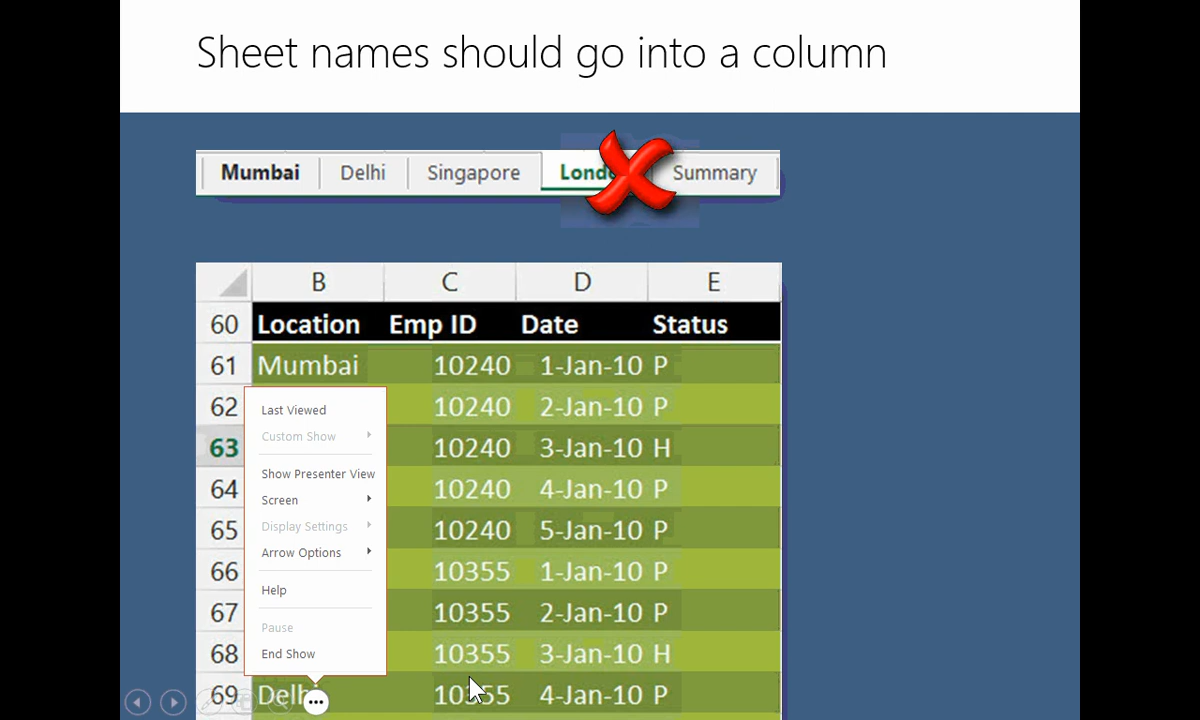 Sheet names should go into a column
Mumbai Delhi Singapore Summary
B C D E
60 Location Emp ID Date Status
61 Mumbai 10240 1-Jan-10 P
62 10240 2-Jan-10 P
63 10240 3-Jan-10 H
64 10240 4-Jan-10 P
65 10240 5-Jan-10 P
66 10355 1-Jan-10 P
67 10355 2-Jan-10 P
68 10355 3-Jan-10 H
69 Delhi 10355 4-Jan-10 P
Last Viewed
Custom Show
Show Presenter View
Screen
Display Settings
Arrow Options
Help
Pause
End Show